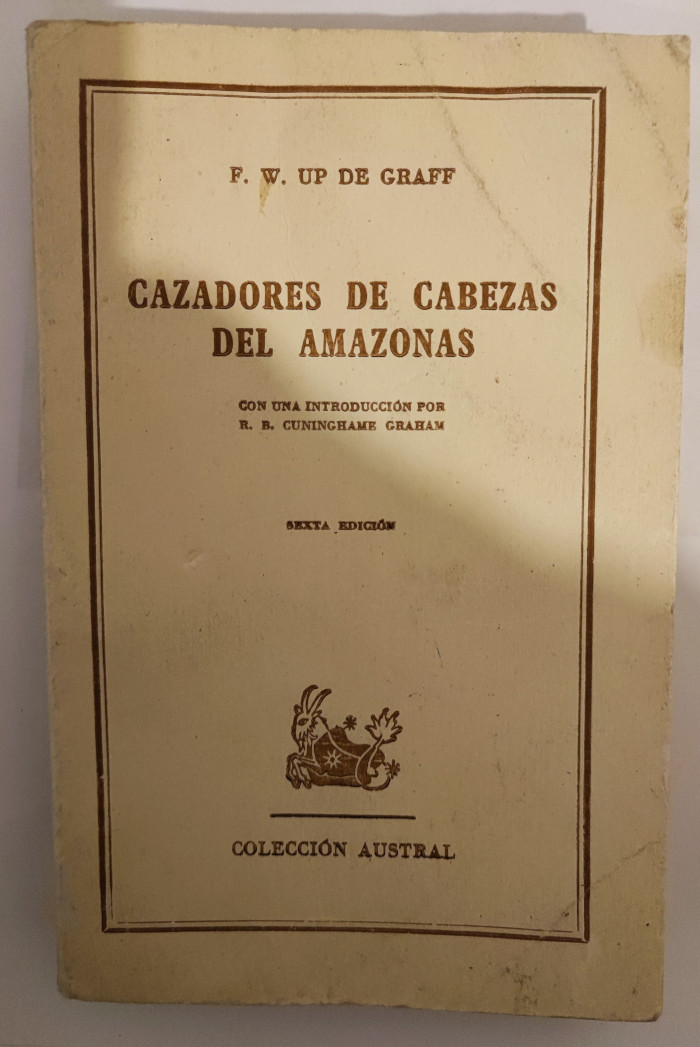 F. W. UP DE GRAFF
CAZADORES DE CABEZAS
DEL AMAZONAS
CON UNA INTRODUCCIÓN POR
R. B. CUNINGHAME GRAHAM
SEXTA EDICIÓN
COLECCIÓN AUSTRAL